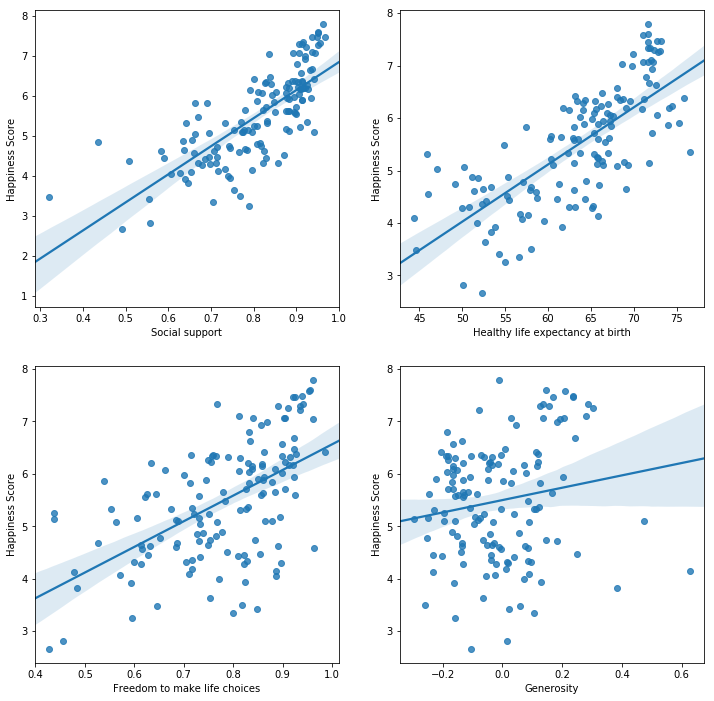 8
7
6
5
4
3
2
1
Happiness Score
0.3 0.4 0.5 0.6 0.7 0.8 0.9 1.0
Social support
8
7
6
5
4
3
Happiness Score
45 50 55 60 65 70 75
Healthy life expectancy at birth
8
7
6
5
4
3
Happiness Score
0.4 0.5 0.6 0.7 0.8 0.9 1.0
Freedom to make life choices
8
7
6
5
4
3
Happiness Score
−0.2 0.0 0.2 0.4 0.6
Generosity